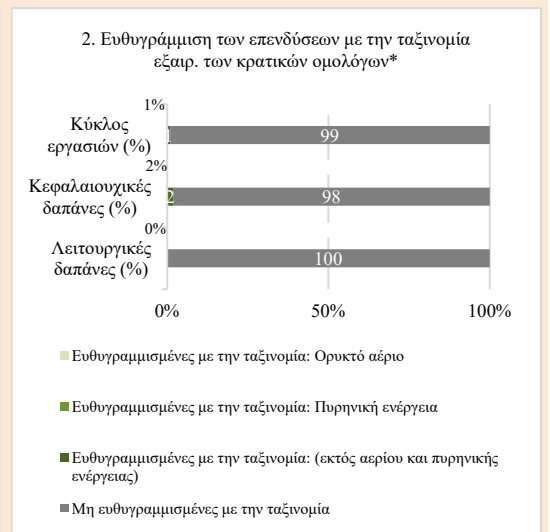 2. Ευθυγράμμιση των επενδύσεων με την ταξινομία
εξαιρ. των κρατικών ομολόγων*
1%
Κύκλος
εργασιών (%)
1
99
2%
Κεφαλαιουχικές
δαπάνες (%)
2
98
0%
Λειτουργικές
δαπάνες (%)
100
0%
50%
100%
Ευθυγραμμισμένες με την ταξινομία: Ορυκτό αέριο
Ευθυγραμμισμένες με την ταξινομία: Πυρηνική ενέργεια
Ευθυγραμμισμένες με την ταξινομία: (εκτός αερίου και πυρηνικής
ενέργειας)
Μη ευθυγραμμισμένες με την ταξινομία